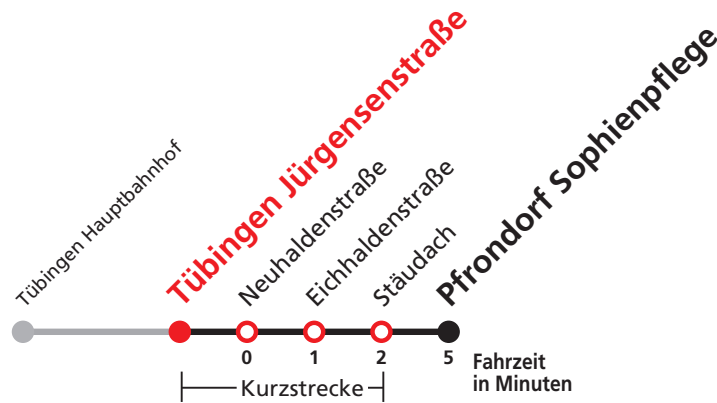 Tübingen Hauptbahnhof
Tübingen Jürgensenstraße
Neuhaldenstraße
Eichhaldenstraße
Stäudach
Pfrondorf Sophienpflege
0 1 2 5 Fahrzeit
in Minuten
Kurzstrecke